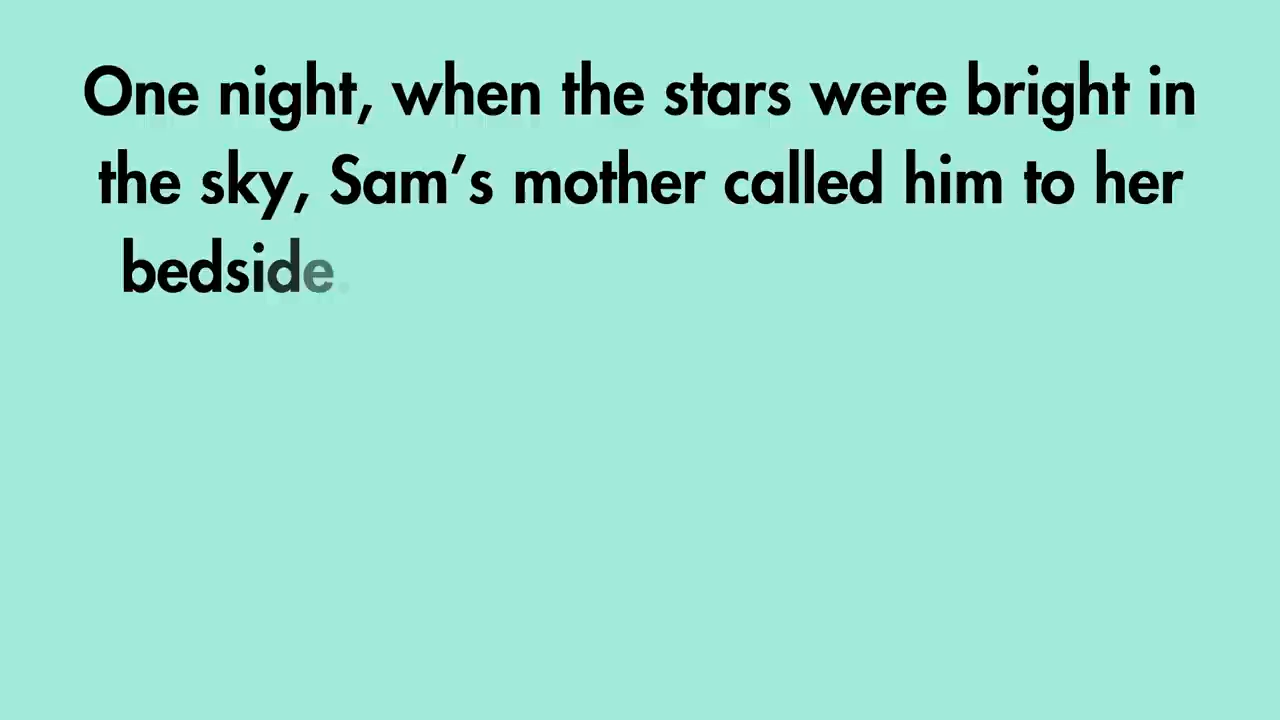 One night, when the stars were bright in
the sky, Sam’s mother called him to her
bedside.